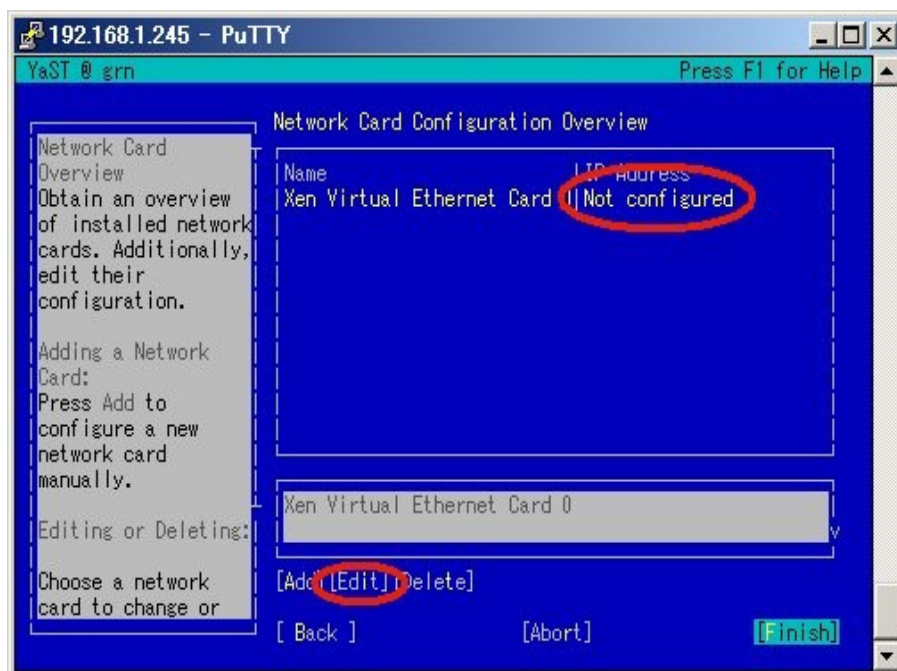 192.168.1.245 - PuTTY
YaST @ grn Press F1 for Help
Network Card Configuration Overview
Network Card
Overview
Obtain an overview
of installed network
cards. Additionally,
edit their
configuration.
Adding a Network
Card:
Press Add to
configure a new
network card
manually.
Editing or Deleting:
Choose a network
card to change or
Name IP Address
Xen Virtual Ethernet Card Not configured
Xen Virtual Ethernet Card 0
[Add][Edit][Delete]
[ Back ] [Abort] [Finish]